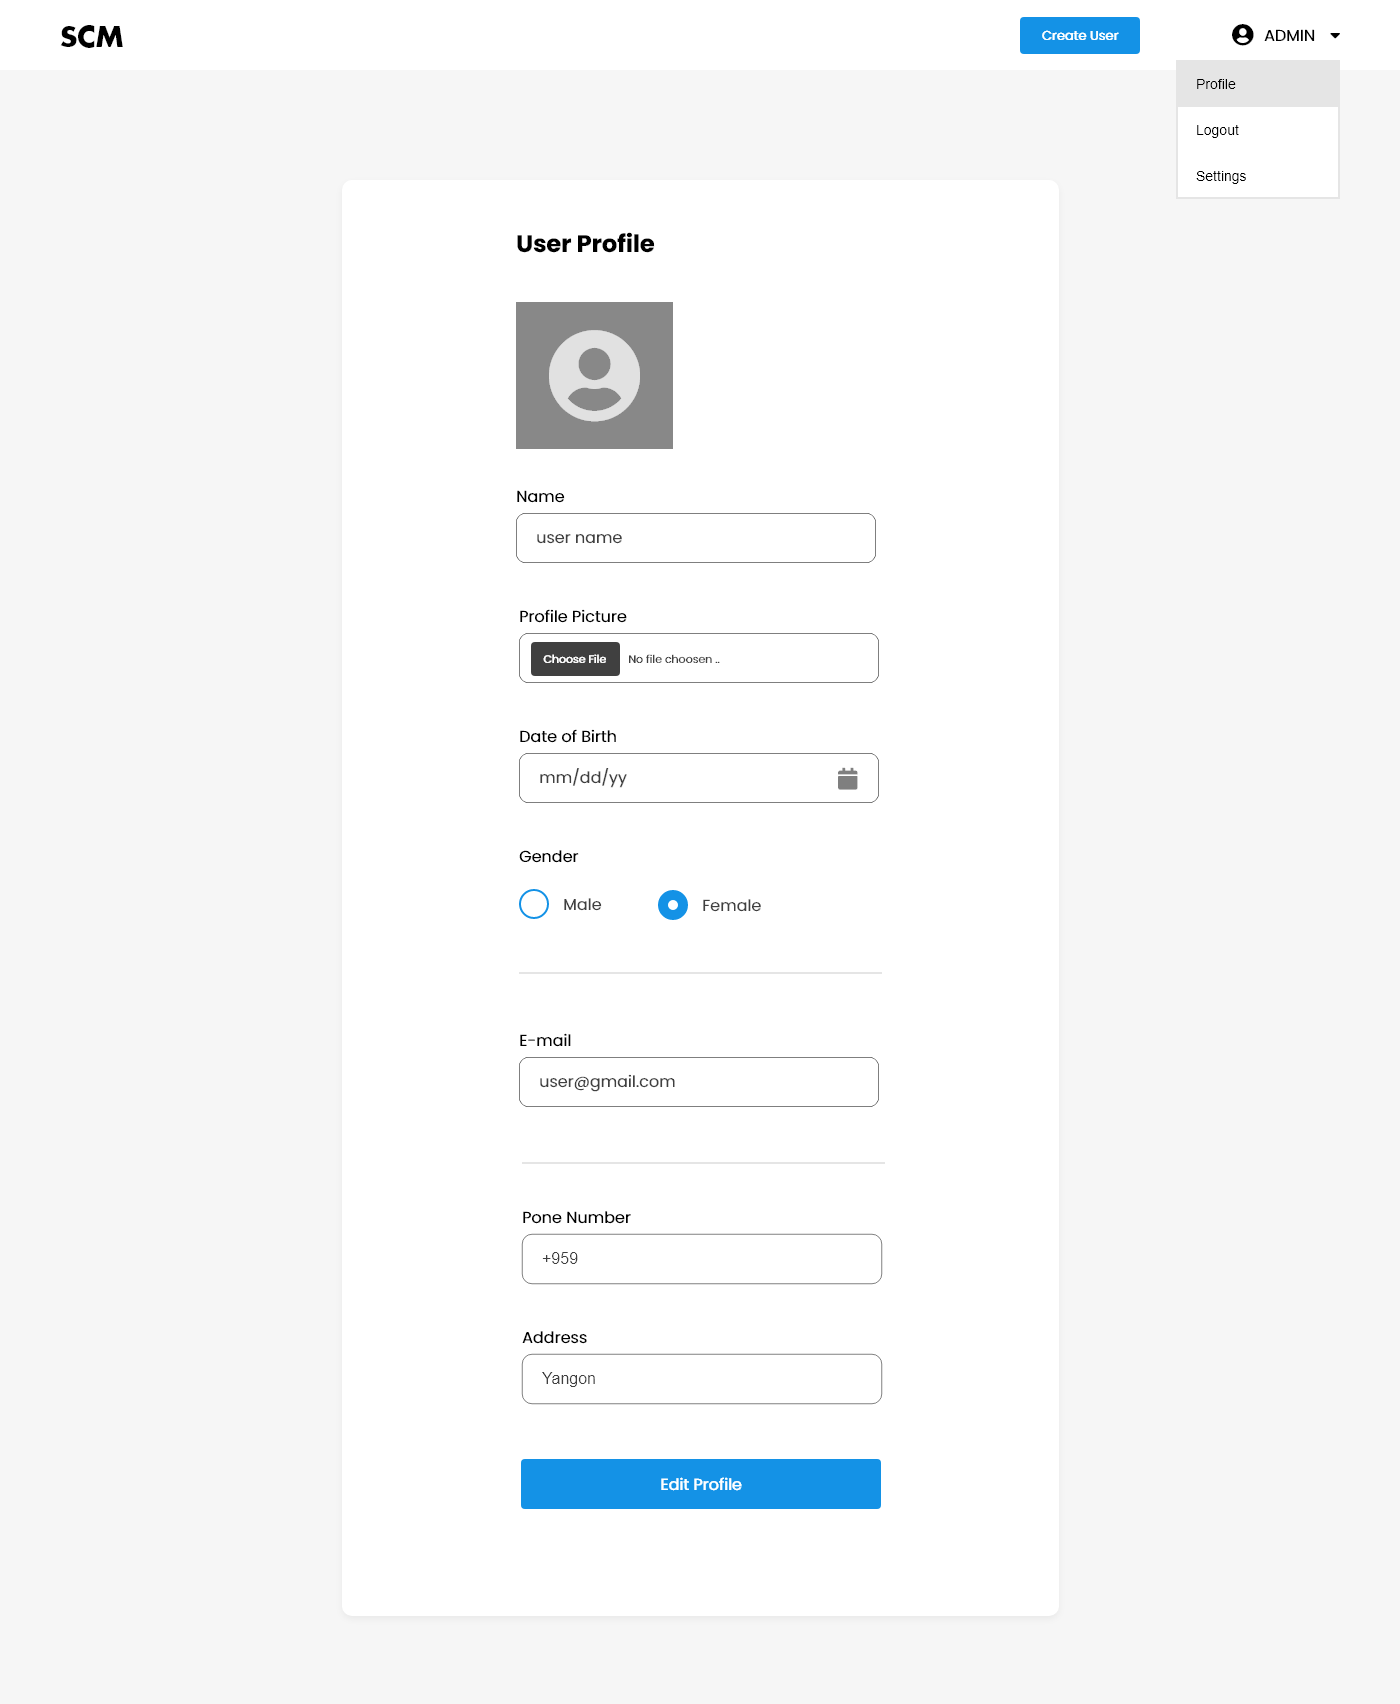 SCM
Create User
ADMIN
Profile
Logout
Settings
User Profile
Name
user name
Profile Picture
Choose File No file choosen ..
Date of Birth
mm/dd/yy
Gender
Male Female
E-mail
user@gmail.com
Pone Number
+959
Address
Yangon
Edit Profile